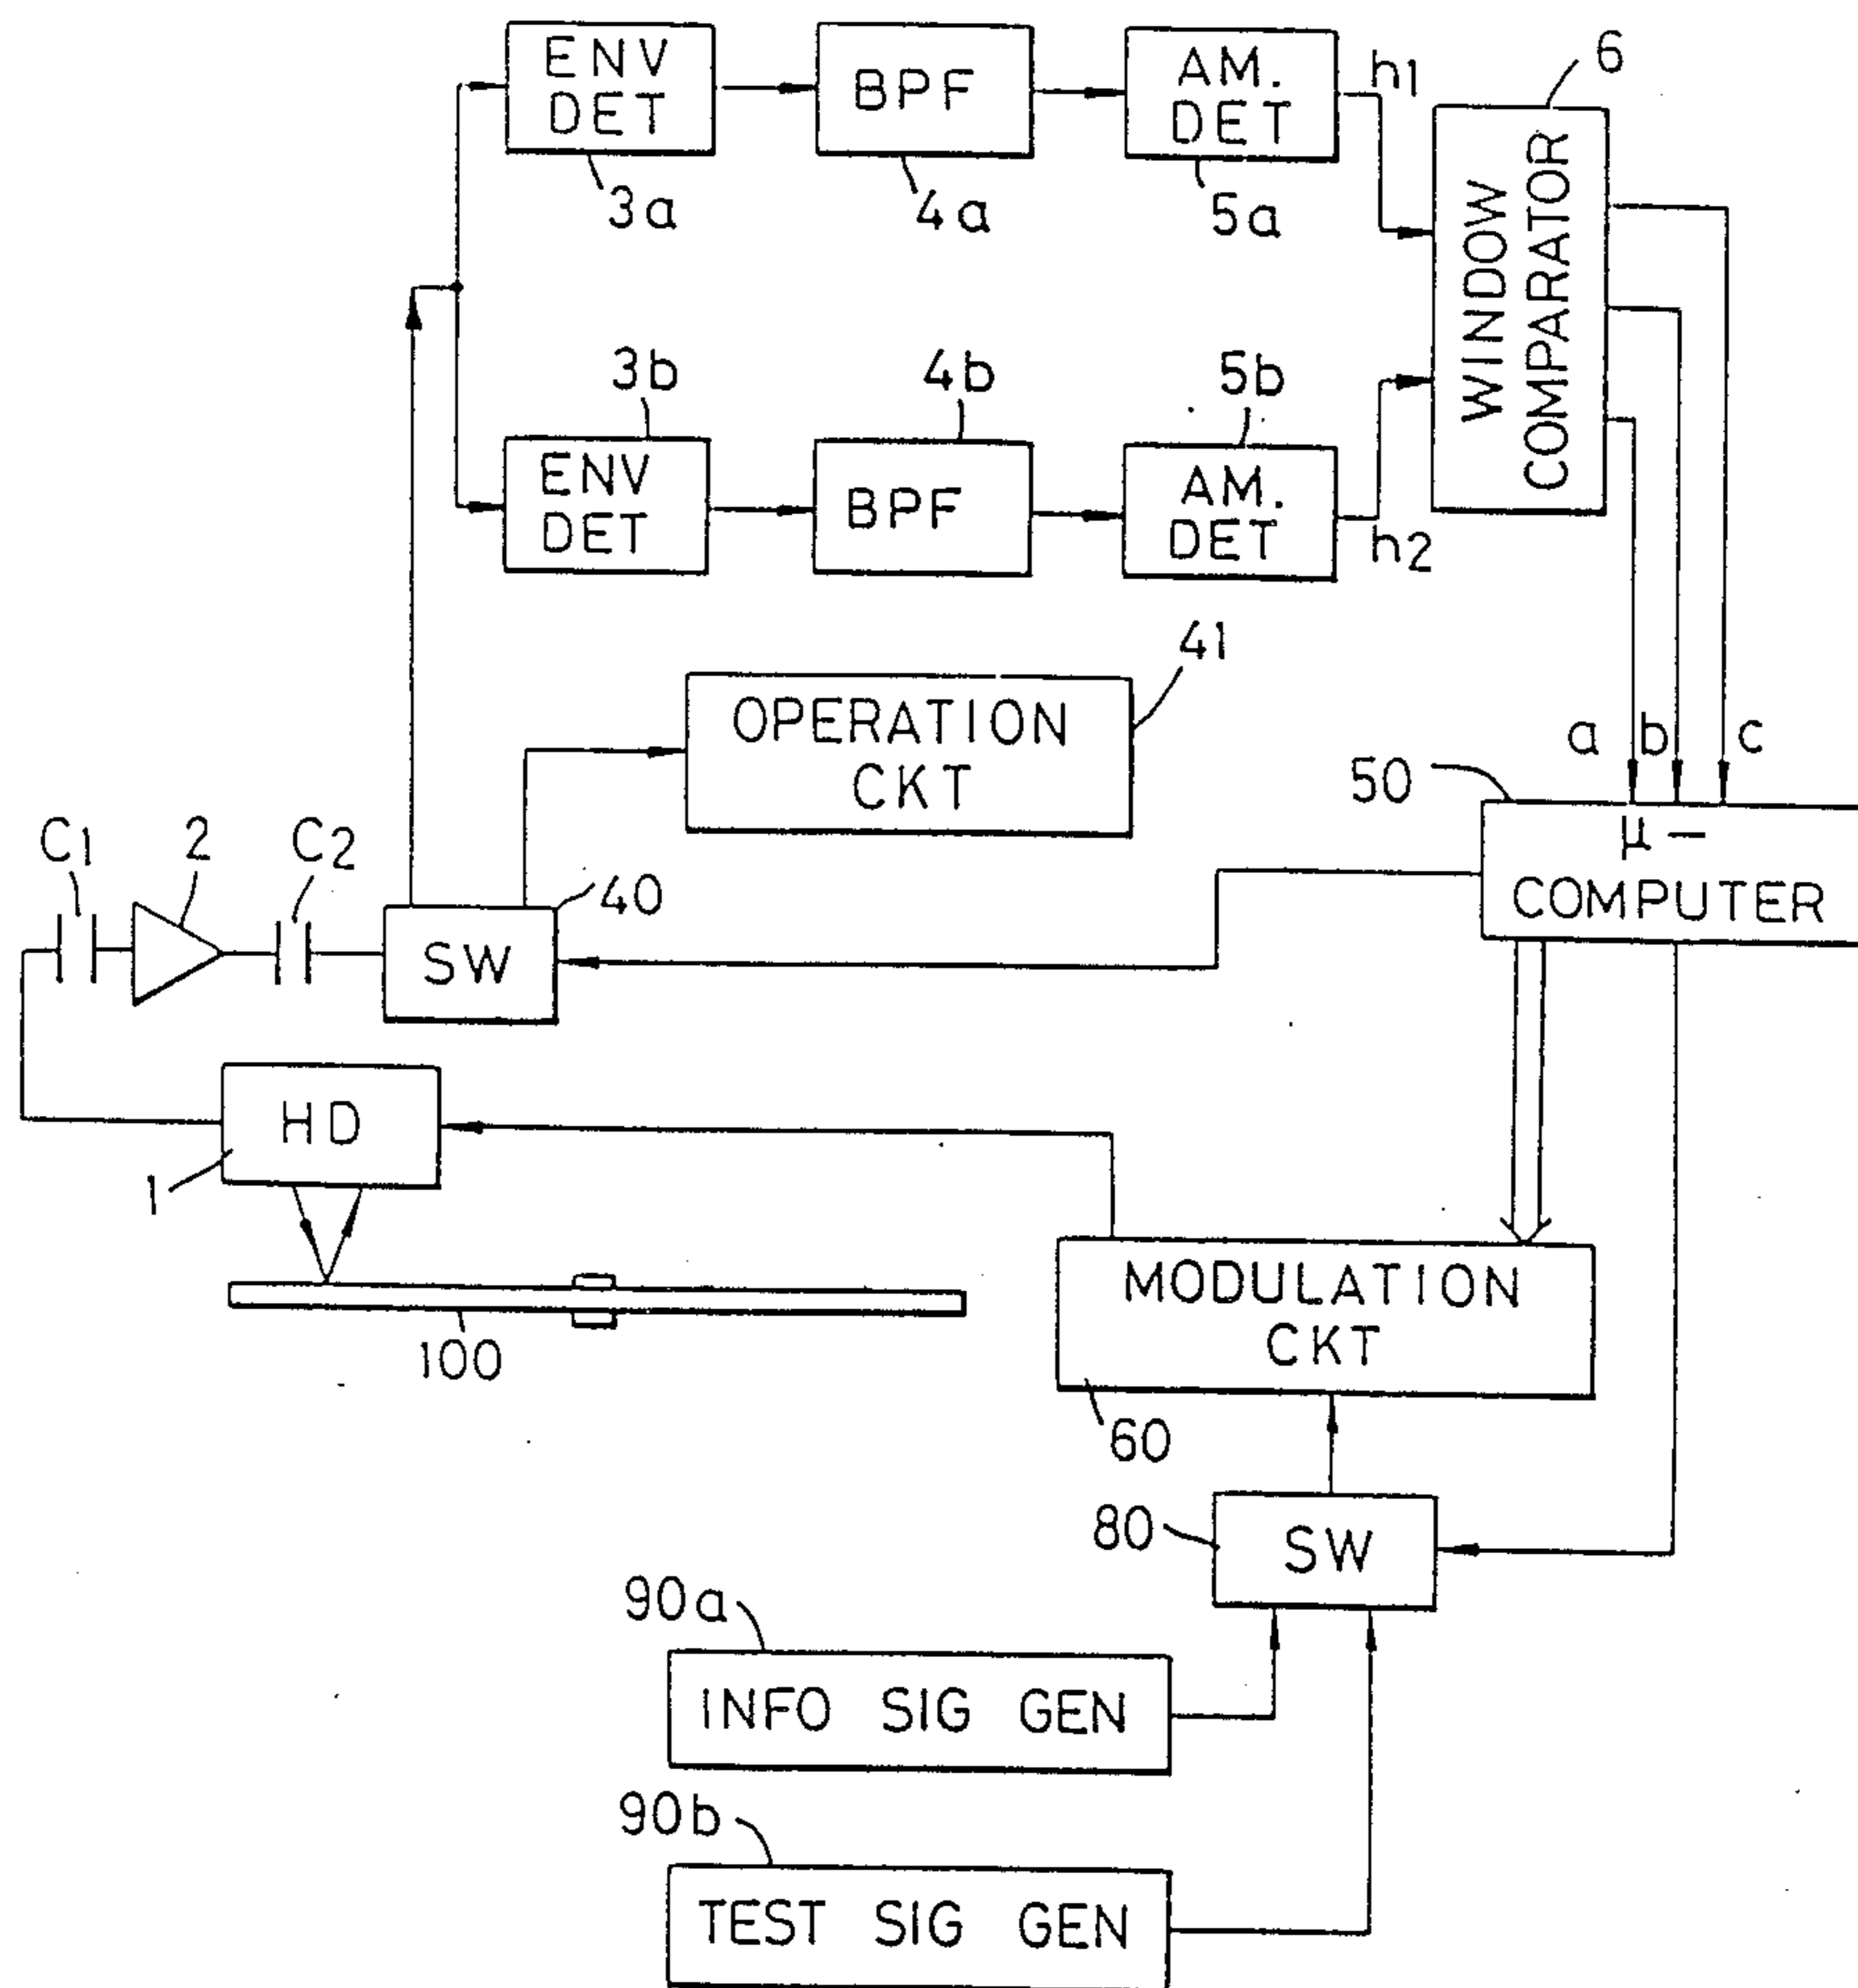 ENV
DET
3a
BPF
4a
AM.
DET
5a
h1
6
WINDOW
COMPARATOR
3b
ENV
DET
4b
BPF
5b
AM.
DET
h2
41
OPERATION
CKT
a
b
c
50
μ-
COMPUTER
C1
2
C2
40
SW
HD
1
100
MODULATION
CKT
60
80
SW
90a
INFO SIG GEN
90b
TEST SIG GEN